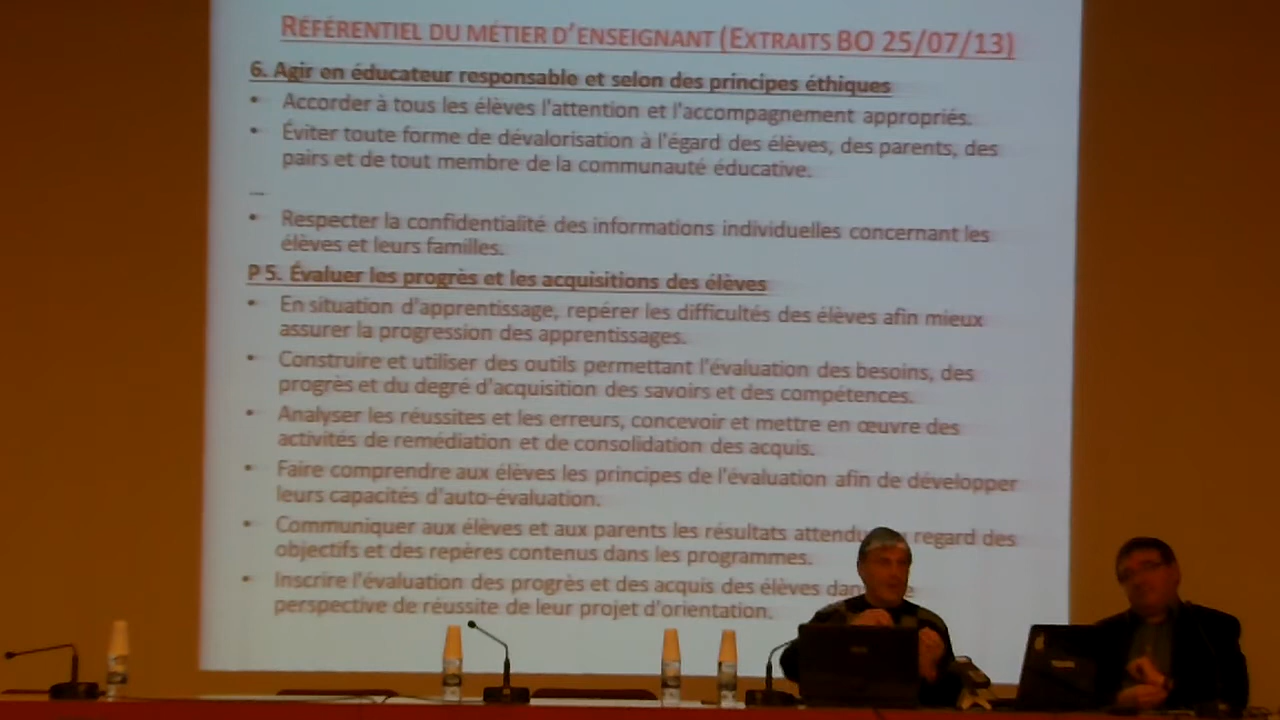 RÉFÉRENTIEL DU MÉTIER D'ENSEIGNANT (EXTRAITS BO 25/07/13)
6. Agir en éducateur responsable et selon des principes éthiques
• Accorder à tous les élèves l'attention et l'accompagnement appropriés.
• Éviter toute forme de dévalorisation à l'égard des élèves, des parents, des
pairs et de tout membre de la communauté éducative.
...
• Respecter la confidentialité des informations individuelles concernant les
élèves et leurs familles.
P 5. Évaluer les progrès et les acquisitions des élèves
• En situation d'apprentissage, repérer les difficultés des élèves afin mieux
assurer la progression des apprentissages.
• Construire et utiliser des outils permettant l'évaluation des besoins, des
progrès et du degré d'acquisition des savoirs et des compétences.
• Analyser les réussites et les erreurs, concevoir et mettre en œuvre des
activités de remédiation et de consolidation des acquis.
• Faire comprendre aux élèves les principes de l'évaluation afin de développer
leurs capacités d'auto-évaluation.
• Communiquer aux élèves et aux parents les résultats attendu regard des
objectifs et des repères contenus dans les programmes.
• Inscrire l'évaluation des progrès et des acquis des élèves dan
perspective de réussite de leur projet d'orientation.